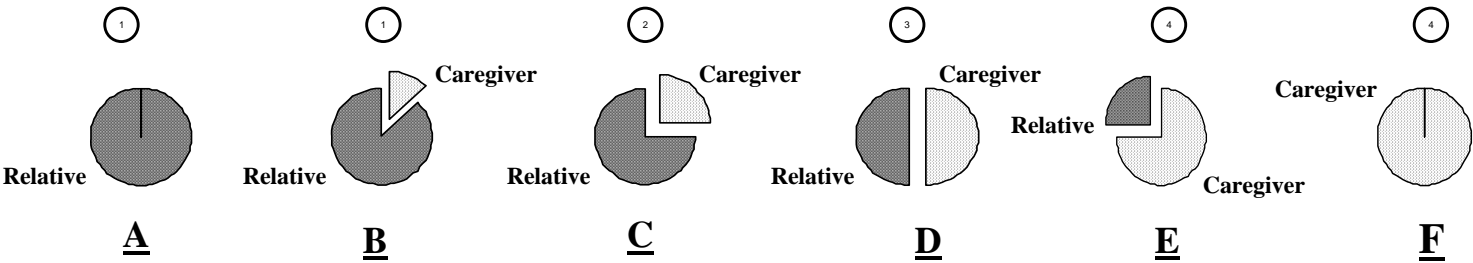 1 1 2 3 4 4
Caregiver Caregiver Caregiver Caregiver
Relative
Relative Relative Relative Relative Caregiver
A B C D E F